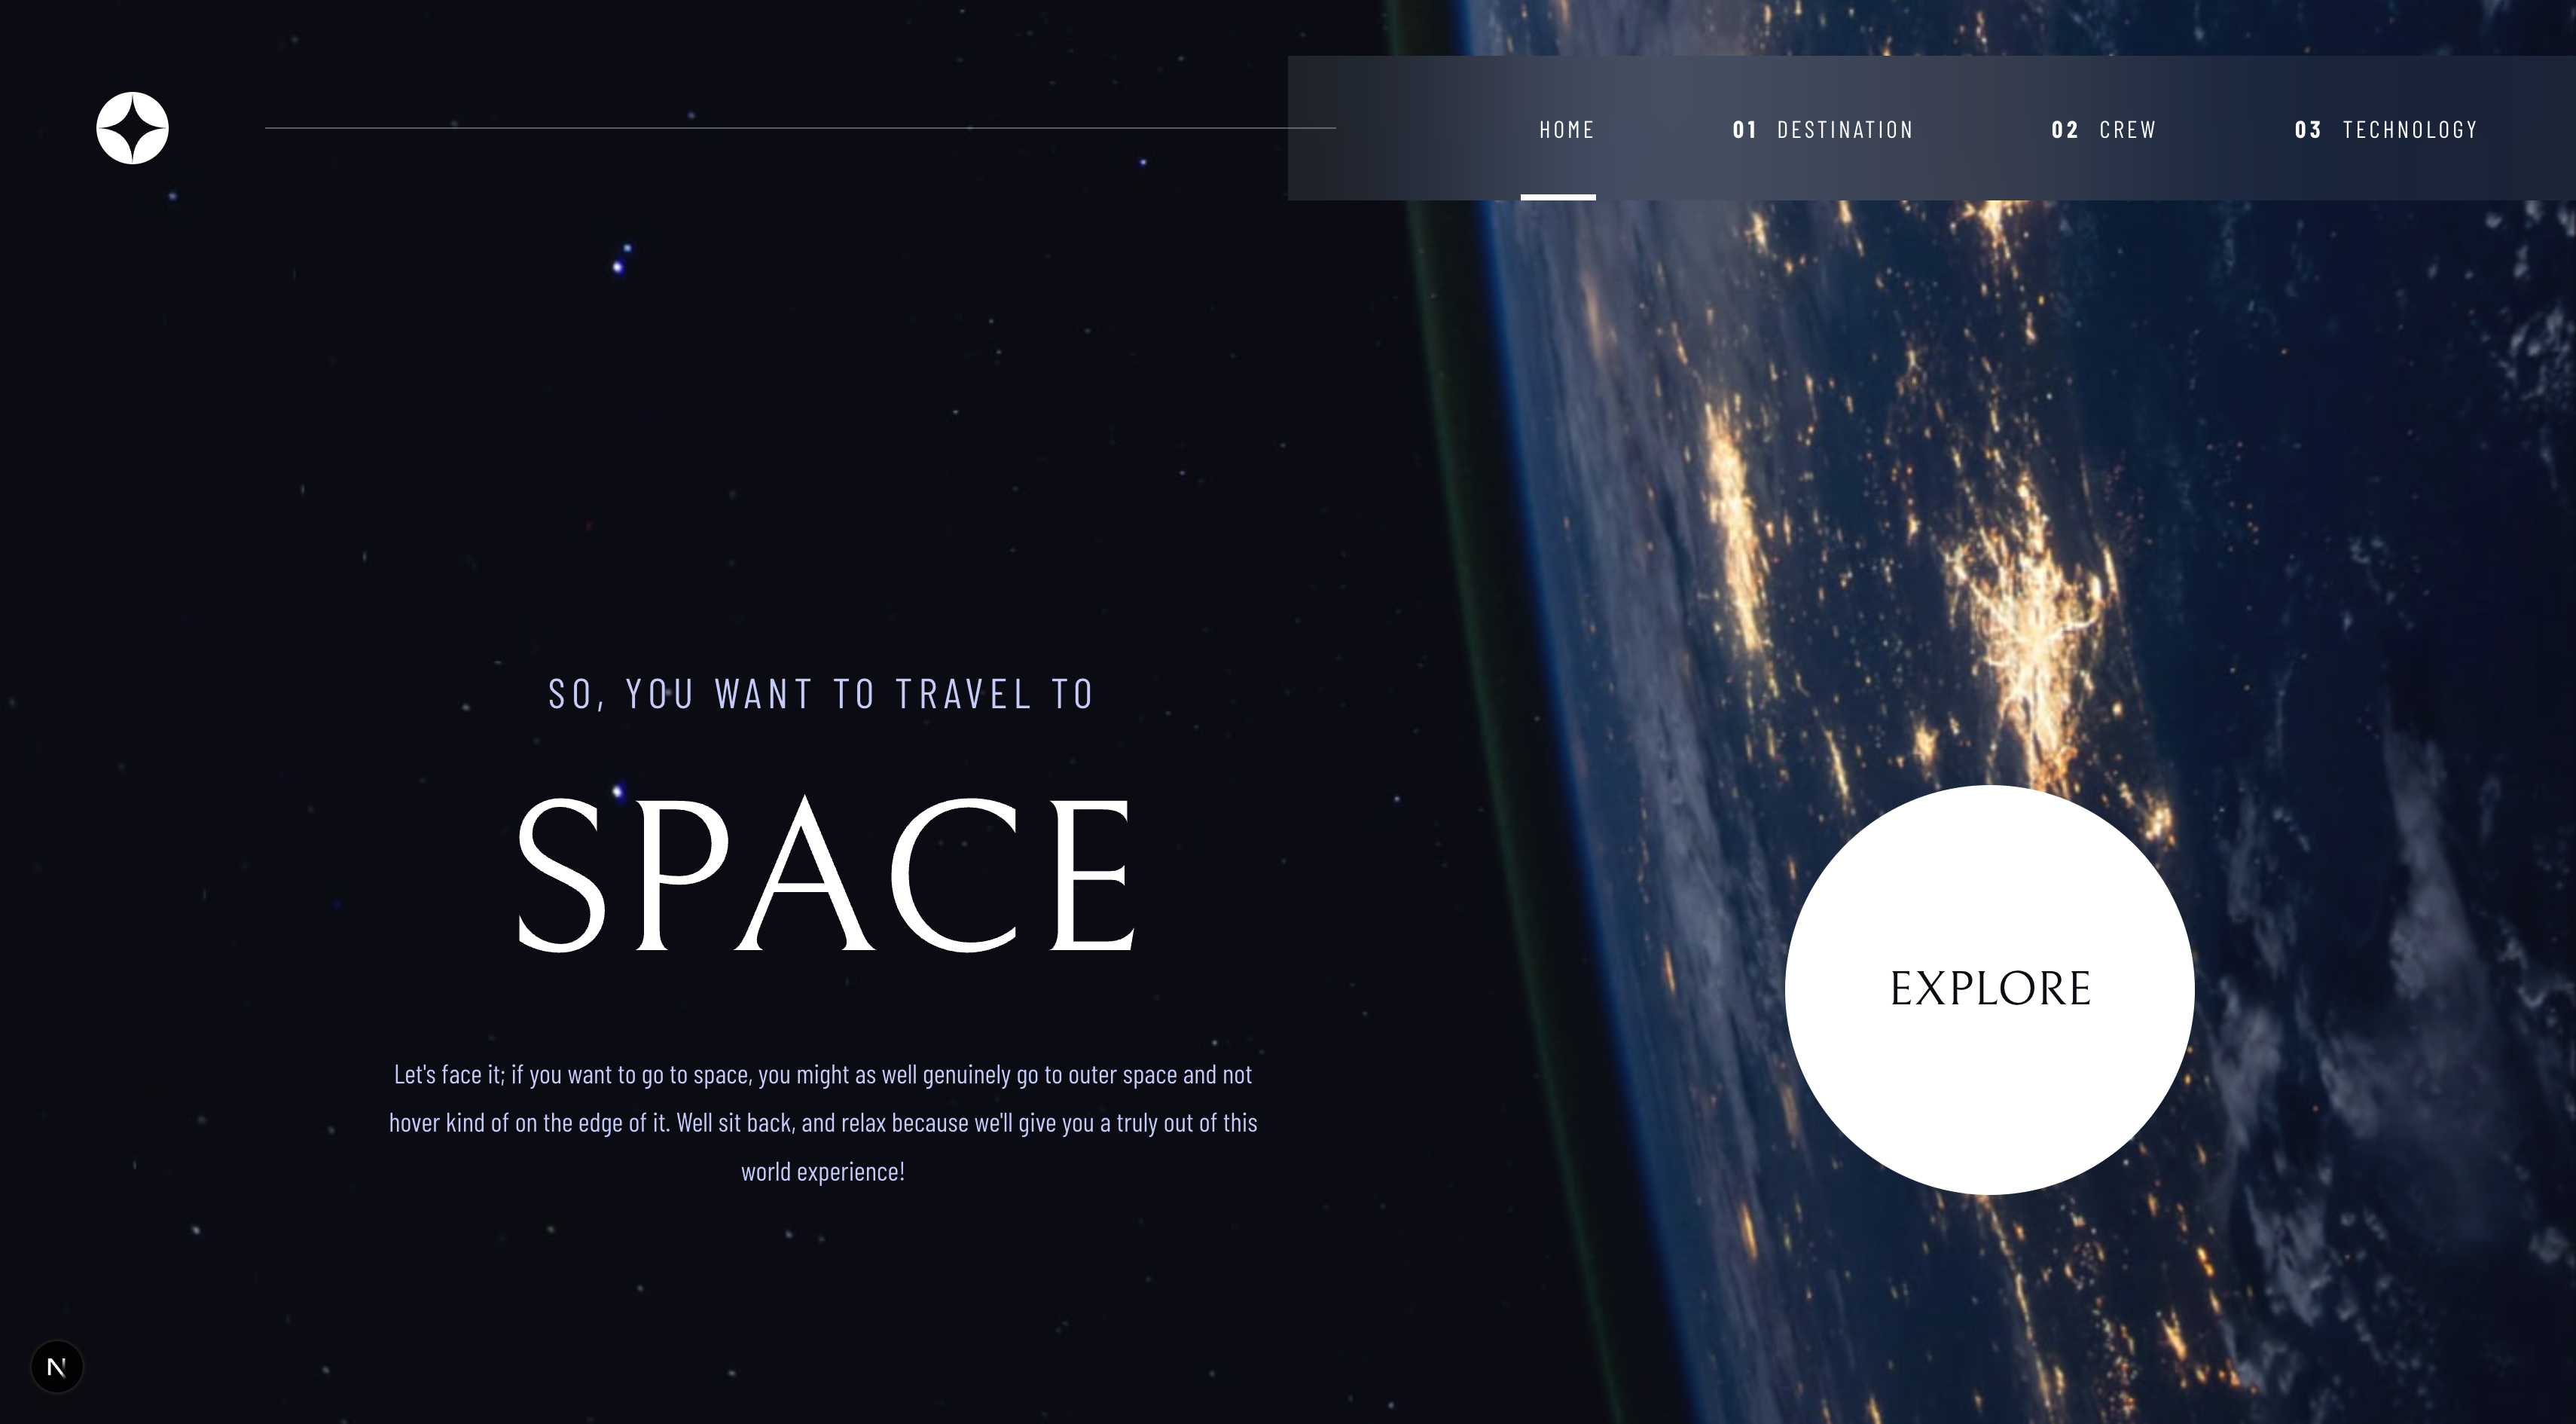 HOME 01 DESTINATION 02 CREW 03 TECHNOLOGY
SO, YOU WANT TO TRAVEL TO
SPACE
Let's face it; if you want to go to space, you might as well genuinely go to outer space and not
hover kind of on the edge of it. Well sit back, and relax because we'll give you a truly out of this
world experience!
EXPLORE
N